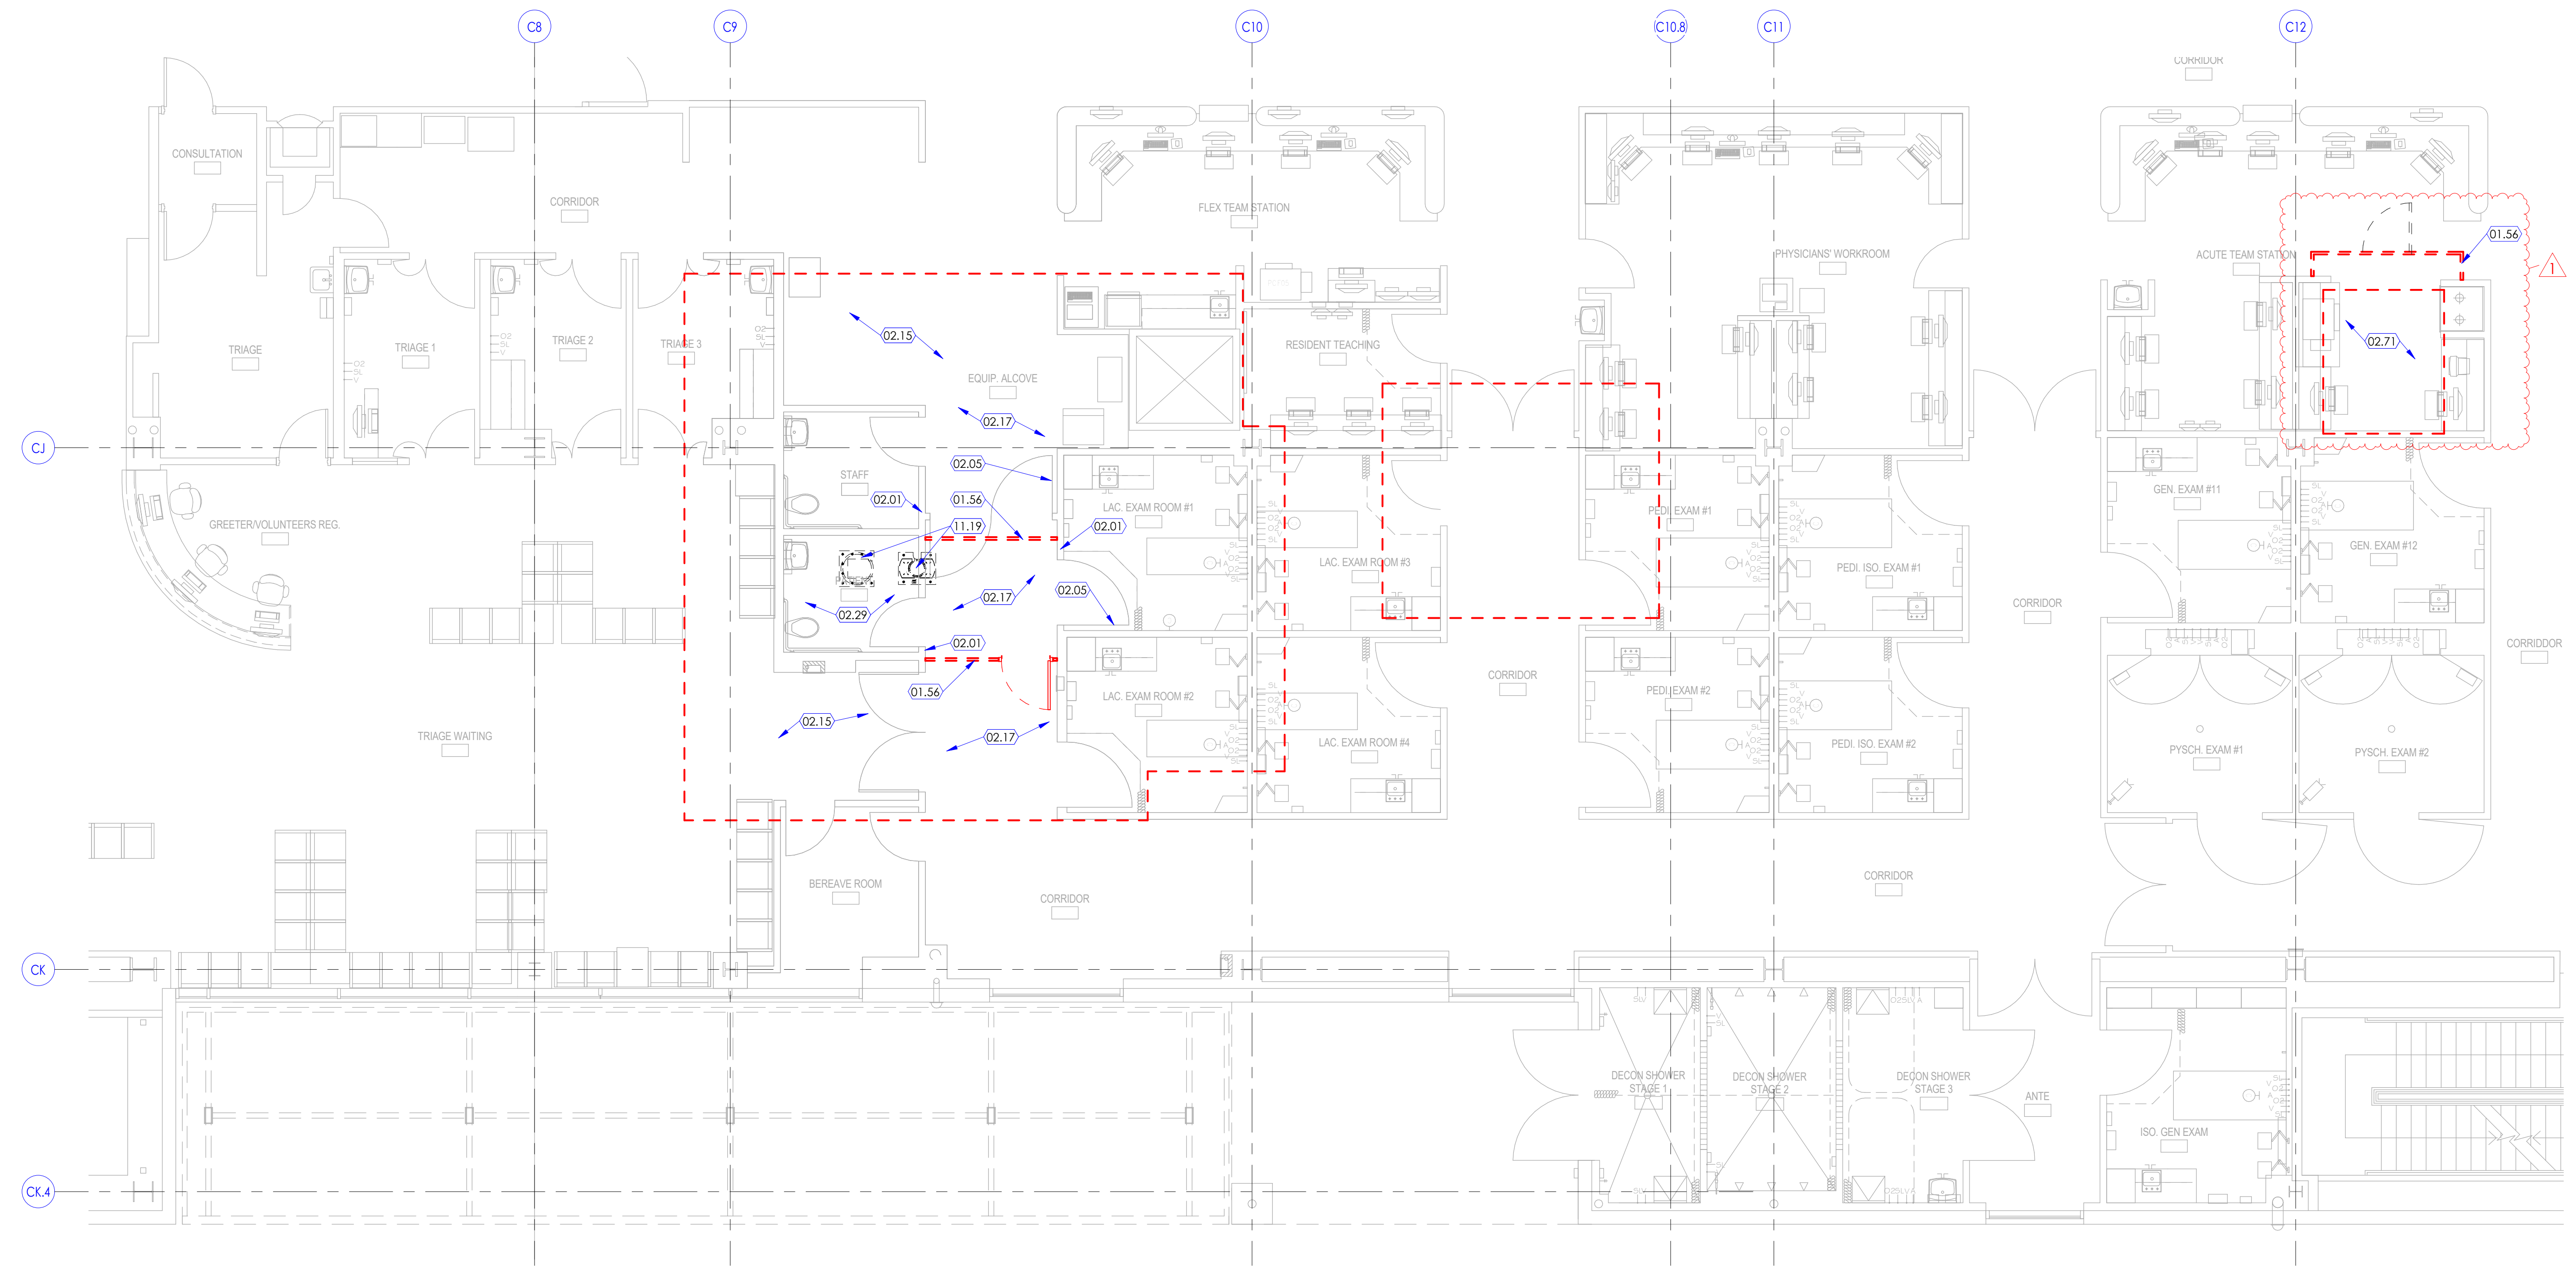 C8
C9
C10
C10.8
C11
C12
CORRIDOR
CONSULTATION
CORRIDOR
FLEX TEAM STATION
01.56
PHYSICIANS' WORKROOM
ACUTE TEAM STATION
1
O2
SL
V
02.15
TRIAGE
TRIAGE 1
TRIAGE 2
TRIAGE 3
RESIDENT TEACHING
02.71
O2
SL
V
O2
SL
V
EQUIP. ALCOVE
02.17
CJ
02.05
STAFF
02.01
01.56
LAC. EXAM ROOM #1
GEN. EXAM #11
PEDI. EXAM #1
GREETER/VOLUNTEERS REG.
11.19
02.01
GEN. EXAM #12
LAC. EXAM ROOM #3
PEDI. ISO. EXAM #1
02.05
02.17
CORRIDOR
02.29
02.01
CORRIDDOR
CORRIDOR
01.56
LAC. EXAM ROOM #2
PEDI. EXAM #2
02.15
TRIAGE WAITING
02.17
LAC. EXAM ROOM #4
PEDI. ISO. EXAM #2
PYSCH. EXAM #1
PYSCH. EXAM #2
BEREAVE ROOM
CORRIDOR
CORRIDOR
CK
DECON SHOWER
STAGE 1
DECON SHOWER
STAGE 2
DECON SHOWER
STAGE 3
ANTE
ISO. GEN EXAM
CK.4